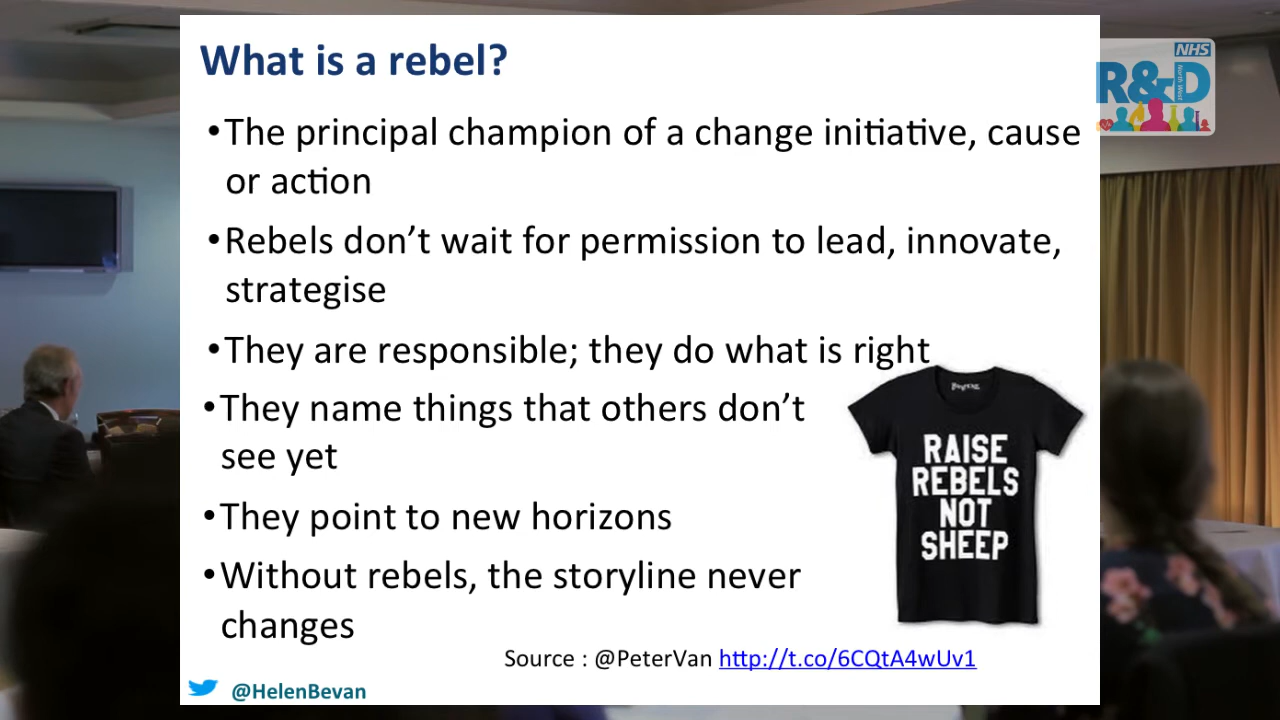 What is a rebel?
•The principal champion of a change initiative, cause
or action
•Rebels don’t wait for permission to lead, innovate,
strategise
•They are responsible; they do what is right
•They name things that others don’t
see yet
•They point to new horizons
•Without rebels, the storyline never
changes
RAISE
REBELS
NOT
SHEEP
Source : @PeterVan http://t.co/6CQtA4wUv1
@HelenBevan
NHS
R&D
North West